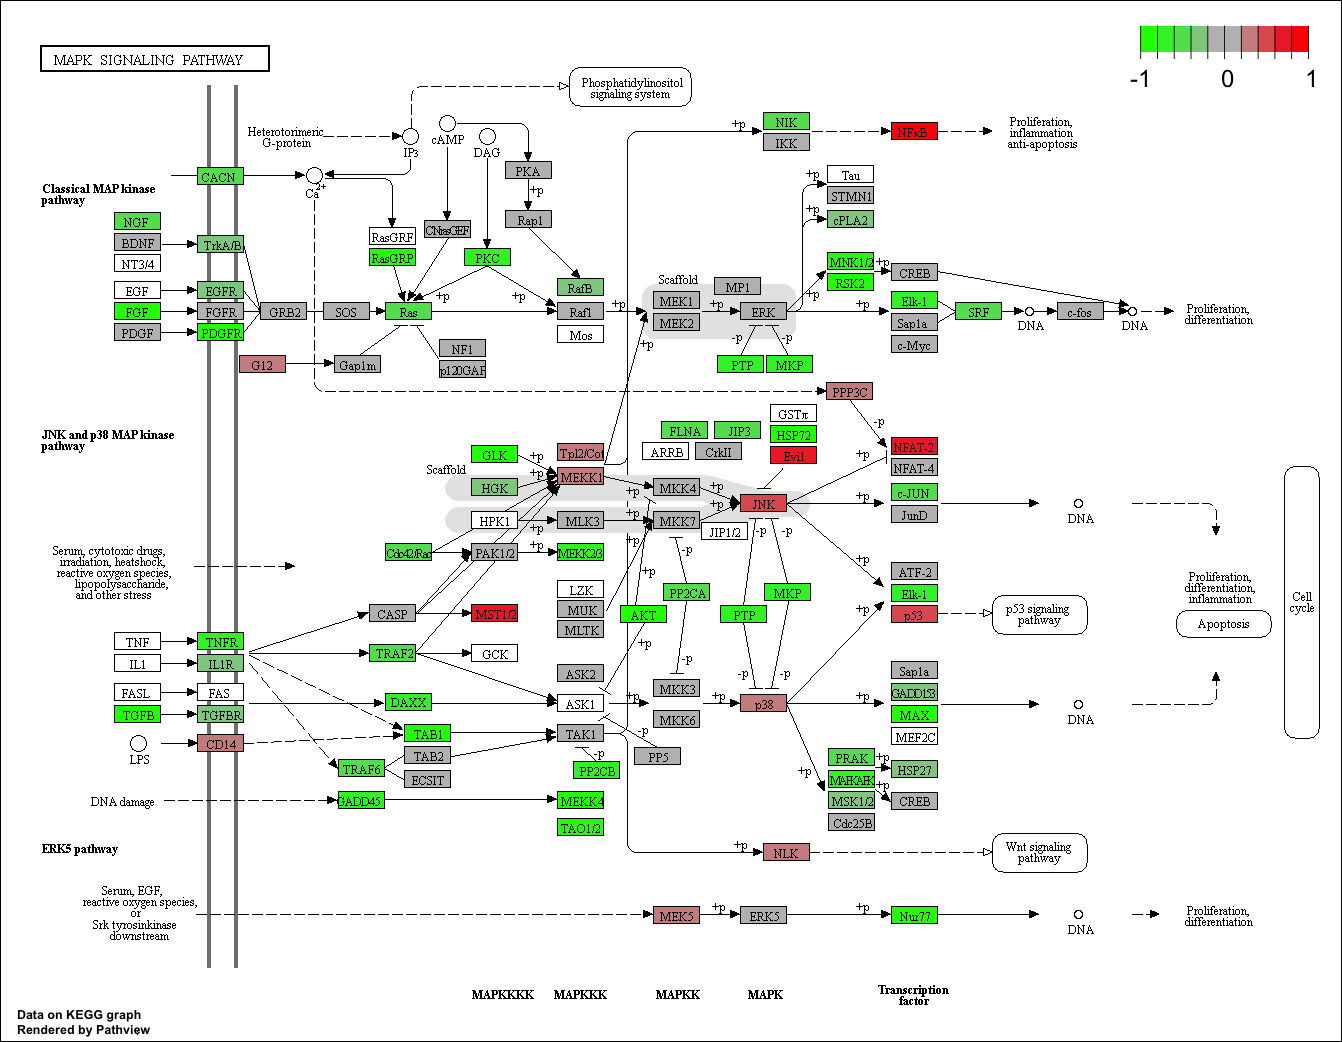 MAPK SIGNALING PATHWAY
-1 0 1
Phosphatidylinositol
signaling system
Heterotorimeric
G-protein
IP3
cAMP
DAG
+p
NIK
IKK
NFκB
Proliferation,
inflammation
anti-apoptosis
Classical MAP kinase
pathway
CACN
Ca2+
PKA
+p
Rap1
Tau
STMN1
cPLA2
+p
+p
NGF
BDNF
NT3/4
EGF
FGF
PDGF
TrkA/B
EGFR
FGFR
PDGFR
GRB2
SOS
RasGRF
RasGRP
CNrasGEF
PKC
Ras
+p
+p
RafB
Raf1
Mos
+p
+p
Scaffold
MEK1
MEK2
MP1
+p
ERK
-p
-p
PTP
MKP
+p
MNK1/2
RSK2
+p
CREB
+p
Elk-1
Sap1a
c-Myc
SRF
DNA
c-fos
DNA
Proliferation,
differentiation
G12
Gap1m
NF1
p120GAP
PPP3C
-p
JNK and p38 MAP kinase
pathway
Scaffold
GLK
HGK
HPK1
+p
+p
+p
Tpl2/Cot
MEKK1
MLK3
FLNA
JIP3
ARRB
CrkII
GSTπ
HSP72
Evi1
MKK4
MKK7
+p
+p
+p
+p
+p
JIP1/2
JNK
+p
+p
+p
NFAT-2
NFAT-4
c-JUN
JunD
DNA
Serum, cytotoxic drugs,
irradiation, heatshock,
reactive oxygen species,
lipopolysaccharide,
and other stress
Cdc42/Rac
PAK1/2
+p
MEKK2/3
LZK
MUK
MLTK
-p
-p
-p
+p
AKT
PP2CA
PTP
MKP
ATF-2
Elk-1
p53
+p
p53 signaling
pathway
Proliferation,
differentiation,
inflammation
Apoptosis
Cell
cycle
CASP
MST1/2
TRAF2
GCK
TNF
IL1
FASL
TGFB
LPS
TNFR
IL1R
FAS
TGFBR
CD14
DAXX
TAB1
TAB2
ECSIT
TRAF6
ASK2
ASK1
TAK1
+p
-p
-p
PP2CB
PP5
MKK3
MKK6
-p
+p
-p
-p
p38
+p
+p
Sap1a
GADD153
MAX
MEF2C
DNA
PRAK
MAPKAPK
MSK1/2
Cdc25B
+p
+p
HSP27
CREB
DNA damage
GADD45
MEKK4
TAO1/2
ERK5 pathway
+p
NLK
Wnt signaling
pathway
Serum, EGF,
reactive oxygen species,
or
Srk tyrosinkinase
downstream
MEK5
+p
ERK5
+p
Nur77
DNA
Proliferation,
differentiation
MAPKKKK
MAPKKK
MAPKK
MAPK
Transcription
factor
Data on KEGG graph
Rendered by Pathview